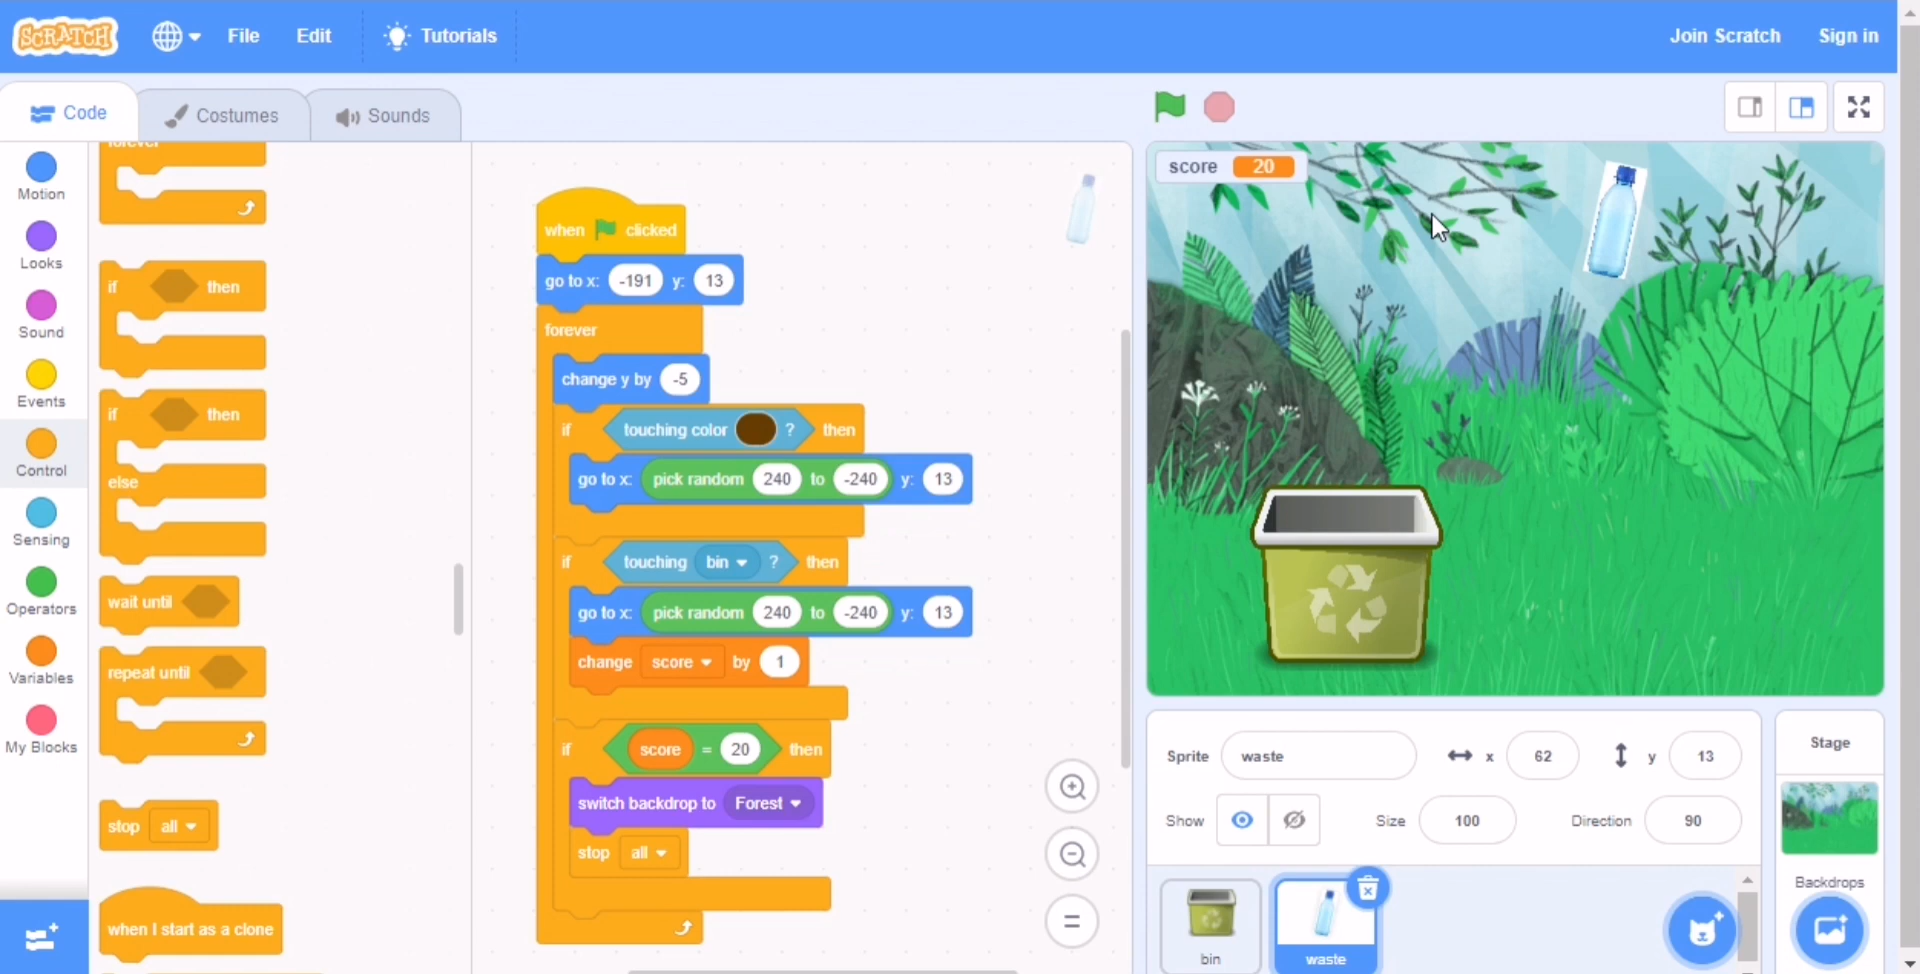 SCRATCH File Edit Tutorials Join Scratch Sign in
Code Costumes Sounds
Motion
Looks
Sound
Events
Control
Sensing
Operators
Variables
My Blocks
forever
if then
if then
else
wait until
repeat until
stop all
when I start as a clone
when clicked
go to x: -191 y: 13
forever
change y by -5
if touching color ? then
go to x: pick random 240 to -240 y: 13
if touching bin ? then
go to x: pick random 240 to -240 y: 13
change score by 1
if score = 20 then
switch backdrop to Forest
stop all
score 20
Sprite waste x 62 y 13
Show Size 100 Direction 90
bin
waste
Stage
Backdrops